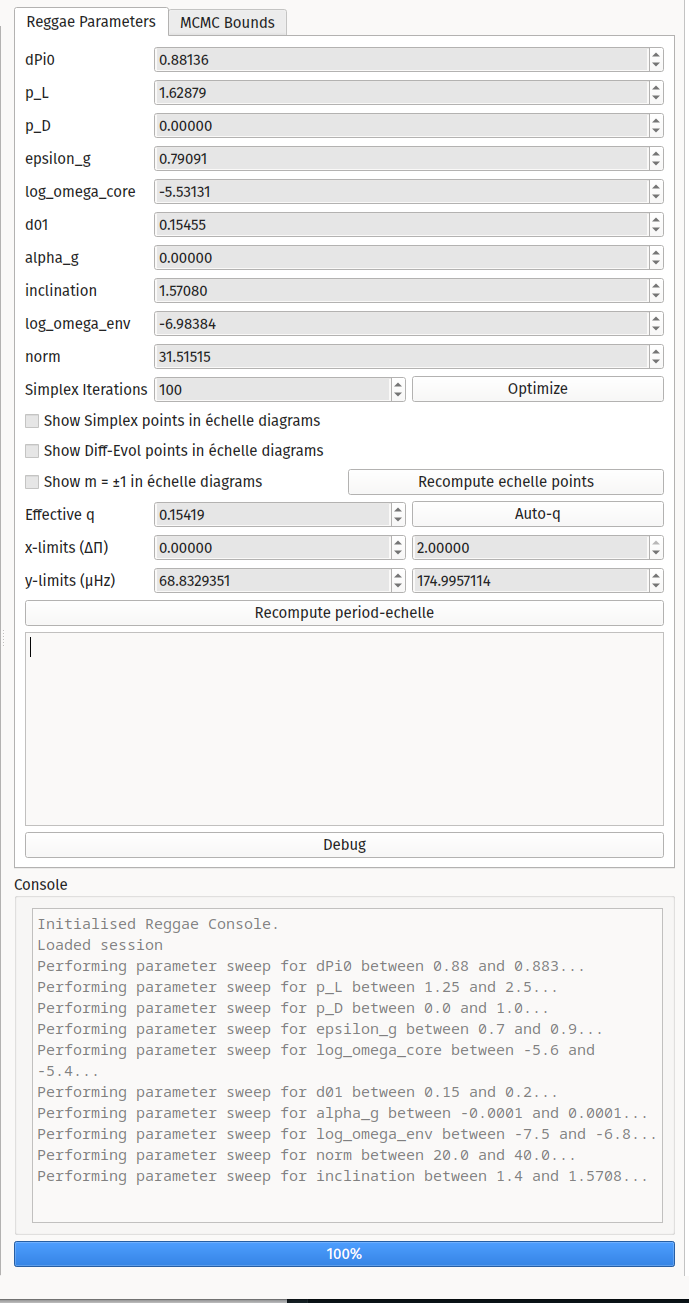 Reggae Parameters MCMC Bounds
dPi0 0.88136
p_L 1.62879
p_D 0.00000
epsilon_g 0.79091
log_omega_core -5.53131
d01 0.15455
alpha_g 0.00000
inclination 1.57080
log_omega_env -6.98384
norm 31.51515
Simplex Iterations 100 Optimize
Show Simplex points in échelle diagrams
Show Diff-Evol points in échelle diagrams
Show m = ±1 in échelle diagrams Recompute echelle points
Effective q 0.15419 Auto-q
x-limits (ΔΠ) 0.00000 2.00000
y-limits (μHz) 68.8329351 174.9957114
Recompute period-echelle
Debug
Console
Initialised Reggae Console.
Loaded session
Performing parameter sweep for dPi0 between 0.88 and 0.883...
Performing parameter sweep for p_L between 1.25 and 2.5...
Performing parameter sweep for p_D between 0.0 and 1.0...
Performing parameter sweep for epsilon_g between 0.7 and 0.9...
Performing parameter sweep for log_omega_core between -5.6 and
-5.4...
Performing parameter sweep for d01 between 0.15 and 0.2...
Performing parameter sweep for alpha_g between -0.0001 and 0.0001...
Performing parameter sweep for log_omega_env between -7.5 and -6.8...
Performing parameter sweep for norm between 20.0 and 40.0...
Performing parameter sweep for inclination between 1.4 and 1.5708...
100%